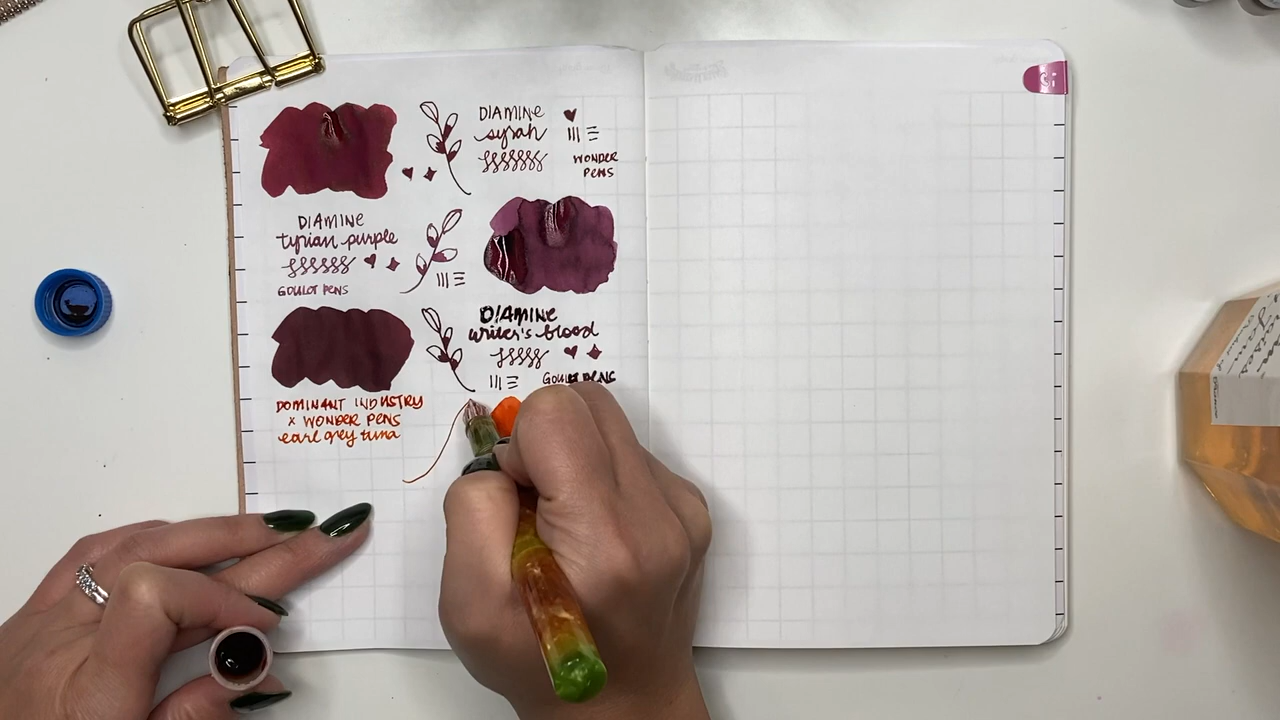 DIAMINE
syrah
WONDER
PENS
DIAMINE
tyrian purple
GOULET PENS
DIAMINE
writer's blood
GOULET PENS
DOMINANT INDUSTRY
x WONDER PENS
earl grey tuna